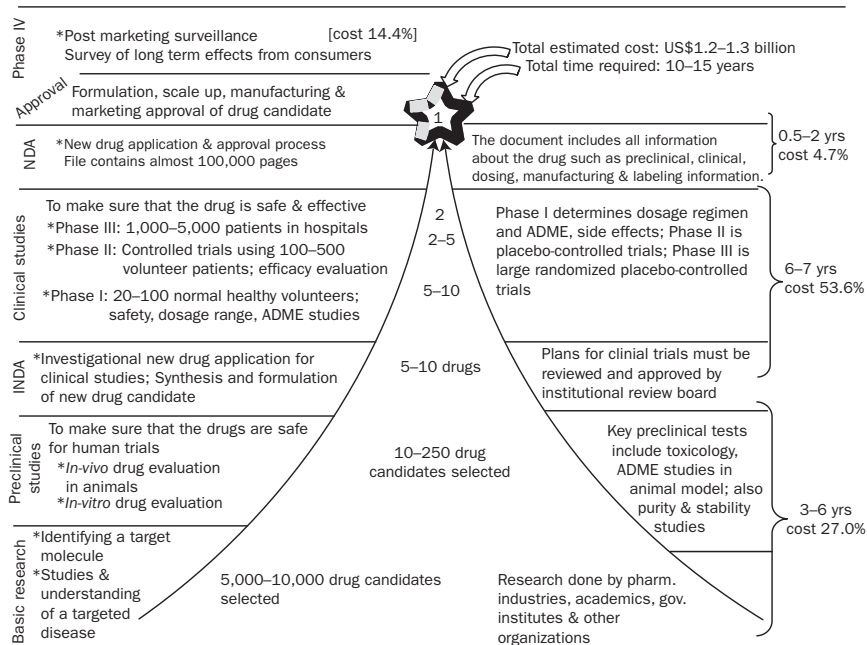 Phase IV
*Post marketing surveillance [cost 14.4%]
Survey of long term effects from consumers
Total estimated cost: US$1.2–1.3 billion
Total time required: 10–15 years
Approval
Formulation, scale up, manufacturing &
marketing approval of drug candidate
1
NDA
*New drug application & approval process
File contains almost 100,000 pages
The document includes all information
about the drug such as preclinical, clinical,
dosing, manufacturing & labeling information.
0.5–2 yrs
cost 4.7%
Clinical studies
To make sure that the drug is safe & effective
*Phase III: 1,000–5,000 patients in hospitals
*Phase II: Controlled trials using 100–500
volunteer patients; efficacy evaluation
*Phase I: 20–100 normal healthy volunteers;
safety, dosage range, ADME studies
2
2–5
5–10
Phase I determines dosage regimen
and ADME, side effects; Phase II is
placebo-controlled trials; Phase III is
large randomized placebo-controlled
trials
6–7 yrs
cost 53.6%
INDA
*Investigational new drug application for
clinical studies; Synthesis and formulation
of new drug candidate
5–10 drugs
Plans for clinial trials must be
reviewed and approved by
institutional review board
Preclinical
studies
To make sure that the drugs are safe
for human trials
*In-vivo drug evaluation
in animals
*In-vitro drug evaluation
10–250 drug
candidates selected
Key preclinical tests
include toxicology,
ADME studies in
animal model; also
purity & stability
studies
3–6 yrs
cost 27.0%
Basic research
*Identifying a target
molecule
*Studies &
understanding
of a targeted
disease
5,000–10,000 drug candidates
selected
Research done by pharm.
industries, academics, gov.
institutes & other
organizations